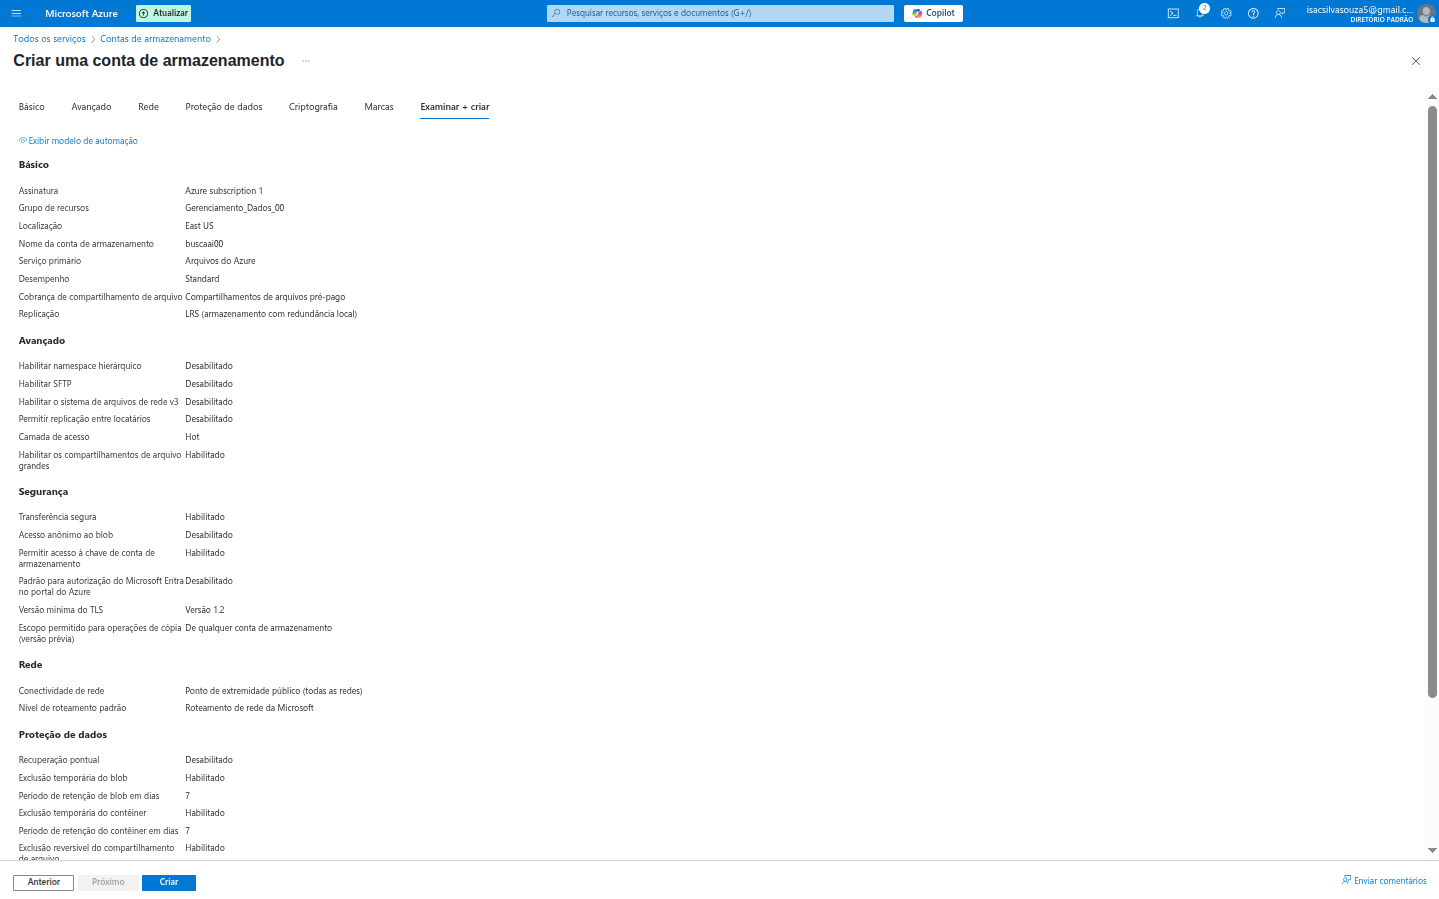 Microsoft Azure
Atualizar
Pesquisar recursos, serviços e documentos (G+/)
Copilot
2
isacsilvasouza5@gmail.c...
DIRETÓRIO PADRÃO
Todos os serviços > Contas de armazenamento >
Criar uma conta de armazenamento ...
Básico Avançado Rede Proteção de dados Criptografia Marcas Examinar + criar
Exibir modelo de automação
Básico
Assinatura Azure subscription 1
Grupo de recursos Gerenciamento_Dados_00
Localização East US
Nome da conta de armazenamento buscaai00
Serviço primário Arquivos do Azure
Desempenho Standard
Cobrança de compartilhamento de arquivo Compartilhamentos de arquivos pré-pago
Replicação LRS (armazenamento com redundância local)
Avançado
Habilitar namespace hierárquico Desabilitado
Habilitar SFTP Desabilitado
Habilitar o sistema de arquivos de rede v3 Desabilitado
Permitir replicação entre locatários Desabilitado
Camada de acesso Hot
Habilitar os compartilhamentos de arquivo Habilitado
grandes
Segurança
Transferência segura Habilitado
Acesso anônimo ao blob Desabilitado
Permitir acesso à chave de conta de Habilitado
armazenamento
Padrão para autorização do Microsoft Entra Desabilitado
no portal do Azure
Versão mínima do TLS Versão 1.2
Escopo permitido para operações de cópia De qualquer conta de armazenamento
(versão prévia)
Rede
Conectividade de rede Ponto de extremidade público (todas as redes)
Nível de roteamento padrão Roteamento de rede da Microsoft
Proteção de dados
Recuperação pontual Desabilitado
Exclusão temporária do blob Habilitado
Período de retenção de blob em dias 7
Exclusão temporária do contêiner Habilitado
Período de retenção do contêiner em dias 7
Exclusão reversível do compartilhamento Habilitado
de arquivo
Anterior Próximo Criar
Enviar comentários